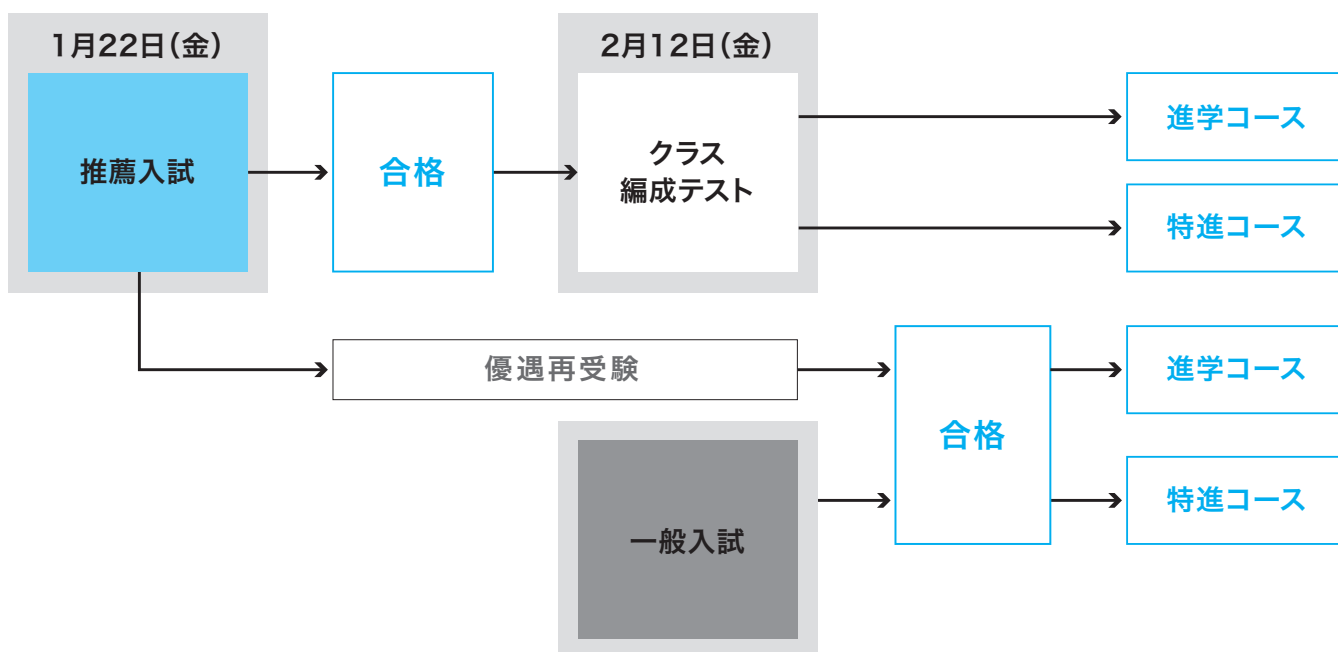 1月22日(金)
推薦入試
合格
2月12日(金)
クラス
編成テスト
進学コース
特進コース
優遇再受験
一般入試
合格
進学コース
特進コース